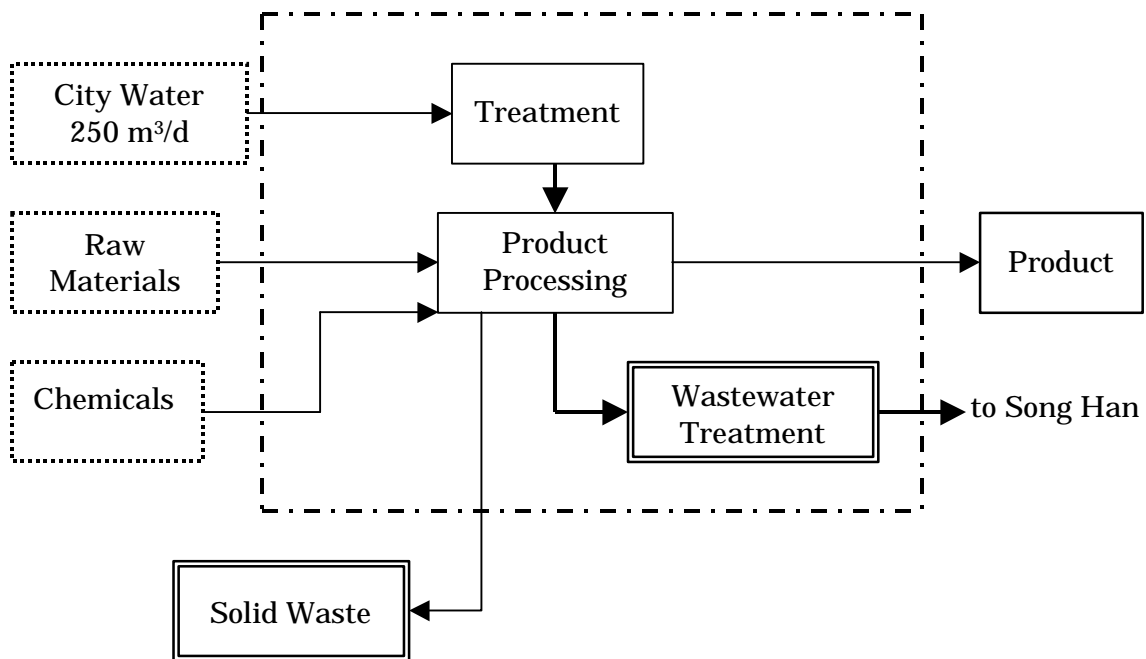 City Water
250 m³/d
Treatment
Raw
Materials
Product
Processing
Product
Chemicals
Wastewater
Treatment
to Song Han
Solid Waste